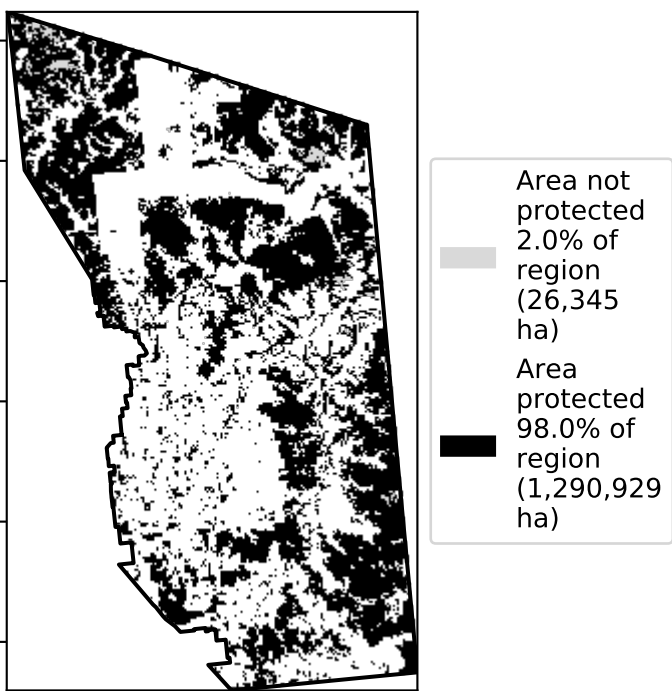 Area not
protected
2.0% of
region
(26,345
ha)
Area
protected
98.0% of
region
(1,290,929
ha)